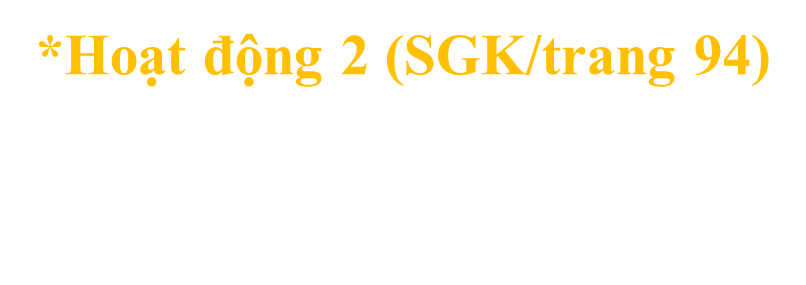 *Hoạt động 2 (SGK/trang 94)